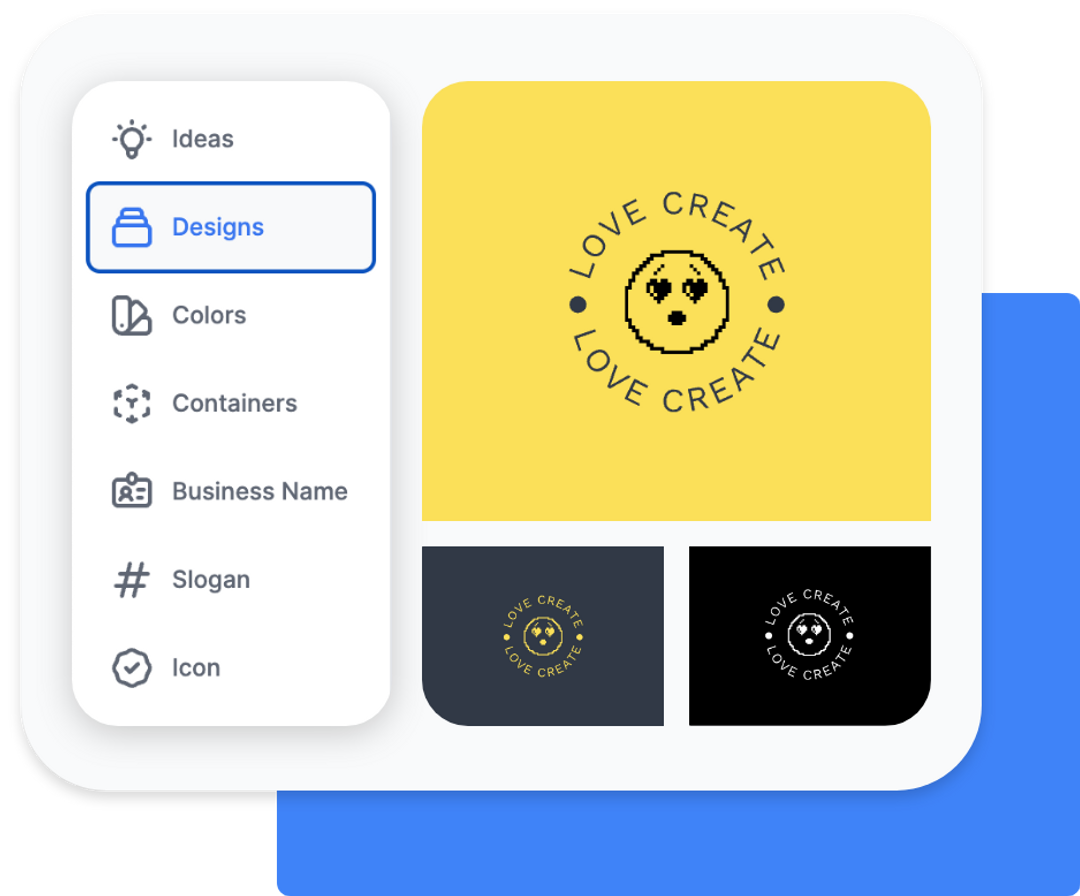 Ideas
Designs
Colors
Containers
Business Name
Slogan
Icon
LOVE CREATE
LOVE CREATE
LOVE CREATE
LOVE CREATE
LOVE CREATE
LOVE CREATE